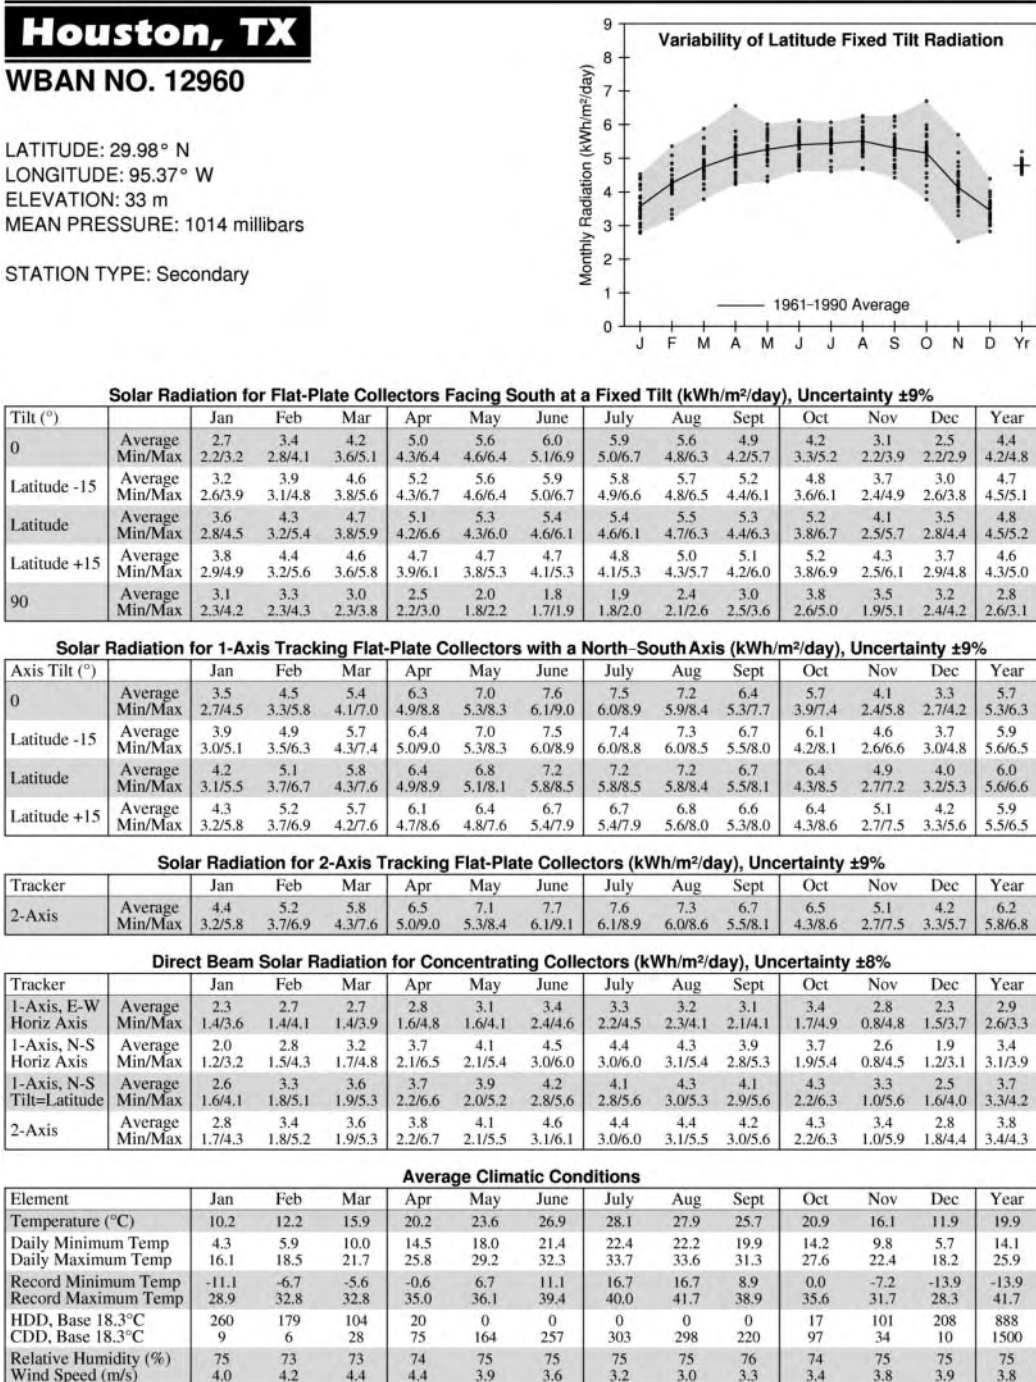 Houston, TX
WBAN NO. 12960
LATITUDE: 29.98° N
LONGITUDE: 95.37° W
ELEVATION: 33 m
MEAN PRESSURE: 1014 millibars
STATION TYPE: Secondary
Variability of Latitude Fixed Tilt Radiation
Monthly Radiation (kWh/m²/day)
9
8
7
6
5
4
3
2
1
0
1961–1990 Average
J F M A M J J A S O N D Yr
Solar Radiation for Flat-Plate Collectors Facing South at a Fixed Tilt (kWh/m²/day), Uncertainty ±9%
Tilt (°) Jan Feb Mar Apr May June July Aug Sept Oct Nov Dec Year
0 Average 2.7 3.4 4.2 5.0 5.6 6.0 5.9 5.6 4.9 4.2 3.1 2.5 4.4
Min/Max 2.2/3.2 2.8/4.1 3.6/5.1 4.3/6.4 4.6/6.4 5.1/6.9 5.0/6.7 4.8/6.3 4.2/5.7 3.3/5.2 2.2/3.9 2.2/2.9 4.2/4.8
Latitude -15 Average 3.2 3.9 4.6 5.2 5.6 5.9 5.8 5.7 5.2 4.8 3.7 3.0 4.7
Min/Max 2.6/3.9 3.1/4.8 3.8/5.6 4.3/6.7 4.6/6.4 5.0/6.7 4.9/6.6 4.8/6.5 4.4/6.1 3.6/6.1 2.4/4.9 2.6/3.8 4.5/5.1
Latitude Average 3.6 4.3 4.7 5.1 5.3 5.4 5.4 5.5 5.3 5.2 4.1 3.5 4.8
Min/Max 2.8/4.5 3.2/5.4 3.8/5.9 4.2/6.6 4.3/6.0 4.6/6.1 4.6/6.1 4.7/6.3 4.4/6.3 3.8/6.7 2.5/5.7 2.8/4.4 4.5/5.2
Latitude +15 Average 3.8 4.4 4.6 4.7 4.7 4.7 4.8 5.0 5.1 5.2 4.3 3.7 4.6
Min/Max 2.9/4.9 3.2/5.6 3.6/5.8 3.9/6.1 3.8/5.3 4.1/5.3 4.1/5.3 4.3/5.7 4.2/6.0 3.8/6.9 2.5/6.1 2.9/4.8 4.3/5.0
90 Average 3.1 3.3 3.0 2.5 2.0 1.8 1.9 2.4 3.0 3.8 3.5 3.2 2.8
Min/Max 2.3/4.2 2.3/4.3 2.3/3.8 2.2/3.0 1.8/2.2 1.7/1.9 1.8/2.0 2.1/2.6 2.5/3.6 2.6/5.0 1.9/5.1 2.4/4.2 2.6/3.1
Solar Radiation for 1-Axis Tracking Flat-Plate Collectors with a North–South Axis (kWh/m²/day), Uncertainty ±9%
Axis Tilt (°) Jan Feb Mar Apr May June July Aug Sept Oct Nov Dec Year
0 Average 3.5 4.5 5.4 6.3 7.0 7.6 7.5 7.2 6.4 5.7 4.1 3.3 5.7
Min/Max 2.7/4.5 3.3/5.8 4.1/7.0 4.9/8.8 5.3/8.3 6.1/9.0 6.0/8.9 5.9/8.4 5.3/7.7 3.9/7.4 2.4/5.8 2.7/4.2 5.3/6.3
Latitude -15 Average 3.9 4.9 5.7 6.4 7.0 7.5 7.4 7.3 6.7 6.1 4.6 3.7 5.9
Min/Max 3.0/5.1 3.5/6.3 4.3/7.4 5.0/9.0 5.3/8.3 6.0/8.9 6.0/8.8 6.0/8.5 5.5/8.0 4.2/8.1 2.6/6.6 3.0/4.8 5.6/6.5
Latitude Average 4.2 5.1 5.8 6.4 6.8 7.2 7.2 7.2 6.7 6.4 4.9 4.0 6.0
Min/Max 3.1/5.5 3.7/6.7 4.3/7.6 4.9/8.9 5.1/8.1 5.8/8.5 5.8/8.5 5.8/8.4 5.5/8.1 4.3/8.5 2.7/7.2 3.2/5.3 5.6/6.6
Latitude +15 Average 4.3 5.2 5.7 6.1 6.4 6.7 6.7 6.8 6.6 6.4 5.1 4.2 5.9
Min/Max 3.2/5.8 3.7/6.9 4.2/7.6 4.7/8.6 4.8/7.6 5.4/7.9 5.4/7.9 5.6/8.0 5.3/8.0 4.3/8.6 2.7/7.5 3.3/5.6 5.5/6.5
Solar Radiation for 2-Axis Tracking Flat-Plate Collectors (kWh/m²/day), Uncertainty ±9%
Tracker Jan Feb Mar Apr May June July Aug Sept Oct Nov Dec Year
2-Axis Average 4.4 5.2 5.8 6.5 7.1 7.7 7.6 7.3 6.7 6.5 5.1 4.2 6.2
Min/Max 3.2/5.8 3.7/6.9 4.3/7.6 5.0/9.0 5.3/8.4 6.1/9.1 6.1/8.9 6.0/8.6 5.5/8.1 4.3/8.6 2.7/7.5 3.3/5.7 5.8/6.8
Direct Beam Solar Radiation for Concentrating Collectors (kWh/m²/day), Uncertainty ±8%
Tracker Jan Feb Mar Apr May June July Aug Sept Oct Nov Dec Year
1-Axis, E-W Average 2.3 2.7 2.7 2.8 3.1 3.4 3.3 3.2 3.1 3.4 2.8 2.3 2.9
Horiz Axis Min/Max 1.4/3.6 1.4/4.1 1.4/3.9 1.6/4.8 1.6/4.1 2.4/4.6 2.2/4.5 2.3/4.1 2.1/4.1 1.7/4.9 0.8/4.8 1.5/3.7 2.6/3.3
1-Axis, N-S Average 2.0 2.8 3.2 3.7 4.1 4.5 4.4 4.3 3.9 3.7 2.6 1.9 3.4
Horiz Axis Min/Max 1.2/3.2 1.5/4.3 1.7/4.8 2.1/6.5 2.1/5.4 3.0/6.0 3.0/6.0 3.1/5.4 2.8/5.3 1.9/5.4 0.8/4.5 1.2/3.1 3.1/3.9
1-Axis, N-S Average 2.6 3.3 3.6 3.7 3.9 4.2 4.1 4.3 4.1 4.3 3.3 2.5 3.7
Tilt=Latitude Min/Max 1.6/4.1 1.8/5.1 1.9/5.3 2.2/6.6 2.0/5.2 2.8/5.6 2.8/5.6 3.0/5.3 2.9/5.6 2.2/6.3 1.0/5.6 1.6/4.0 3.3/4.2
2-Axis Average 2.8 3.4 3.6 3.8 4.1 4.6 4.4 4.4 4.2 4.3 3.4 2.8 3.8
Min/Max 1.7/4.3 1.8/5.2 1.9/5.3 2.2/6.7 2.1/5.5 3.1/6.1 3.0/6.0 3.1/5.5 3.0/5.6 2.2/6.3 1.0/5.9 1.8/4.4 3.4/4.3
Average Climatic Conditions
Element Jan Feb Mar Apr May June July Aug Sept Oct Nov Dec Year
Temperature (°C) 10.2 12.2 15.9 20.2 23.6 26.9 28.1 27.9 25.7 20.9 16.1 11.9 19.9
Daily Minimum Temp 4.3 5.9 10.0 14.5 18.0 21.4 22.4 22.2 19.9 14.2 9.8 5.7 14.1
Daily Maximum Temp 16.1 18.5 21.7 25.8 29.2 32.3 33.7 33.6 31.3 27.6 22.4 18.2 25.9
Record Minimum Temp -11.1 -6.7 -5.6 -0.6 6.7 11.1 16.7 16.7 8.9 0.0 -7.2 -13.9 -13.9
Record Maximum Temp 28.9 32.8 32.8 35.0 36.1 39.4 40.0 41.7 38.9 35.6 31.7 28.3 41.7
HDD, Base 18.3°C 260 179 104 20 0 0 0 0 0 17 101 208 888
CDD, Base 18.3°C 9 6 28 75 164 257 303 298 220 97 34 10 1500
Relative Humidity (%) 75 73 73 74 75 75 75 75 76 74 75 75 75
Wind Speed (m/s) 4.0 4.2 4.4 4.4 3.9 3.6 3.2 3.0 3.3 3.4 3.8 3.9 3.8